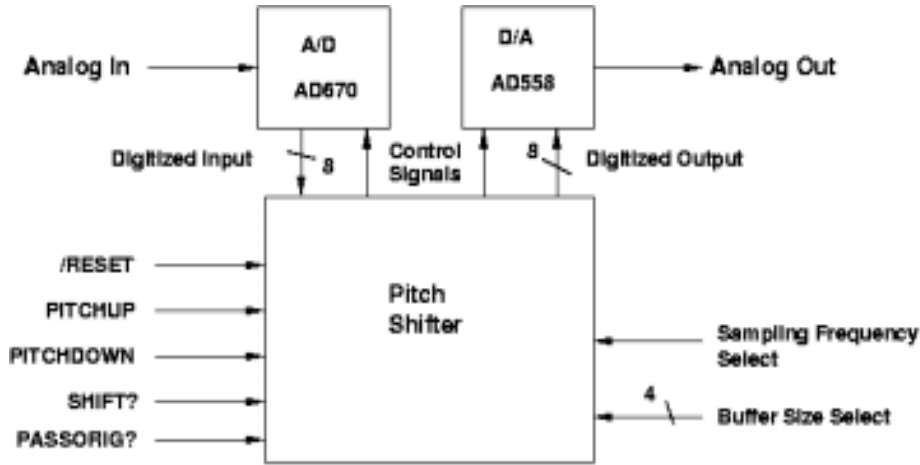 A/D
AD670
D/A
AD558
Analog In
Analog Out
Digitized Input
8
Control
Signals
8
Digitized Output
/RESET
PITCHUP
PITCHDOWN
SHIFT?
PASSORIG?
Pitch
Shifter
Sampling Frequency
Select
4
Buffer Size Select